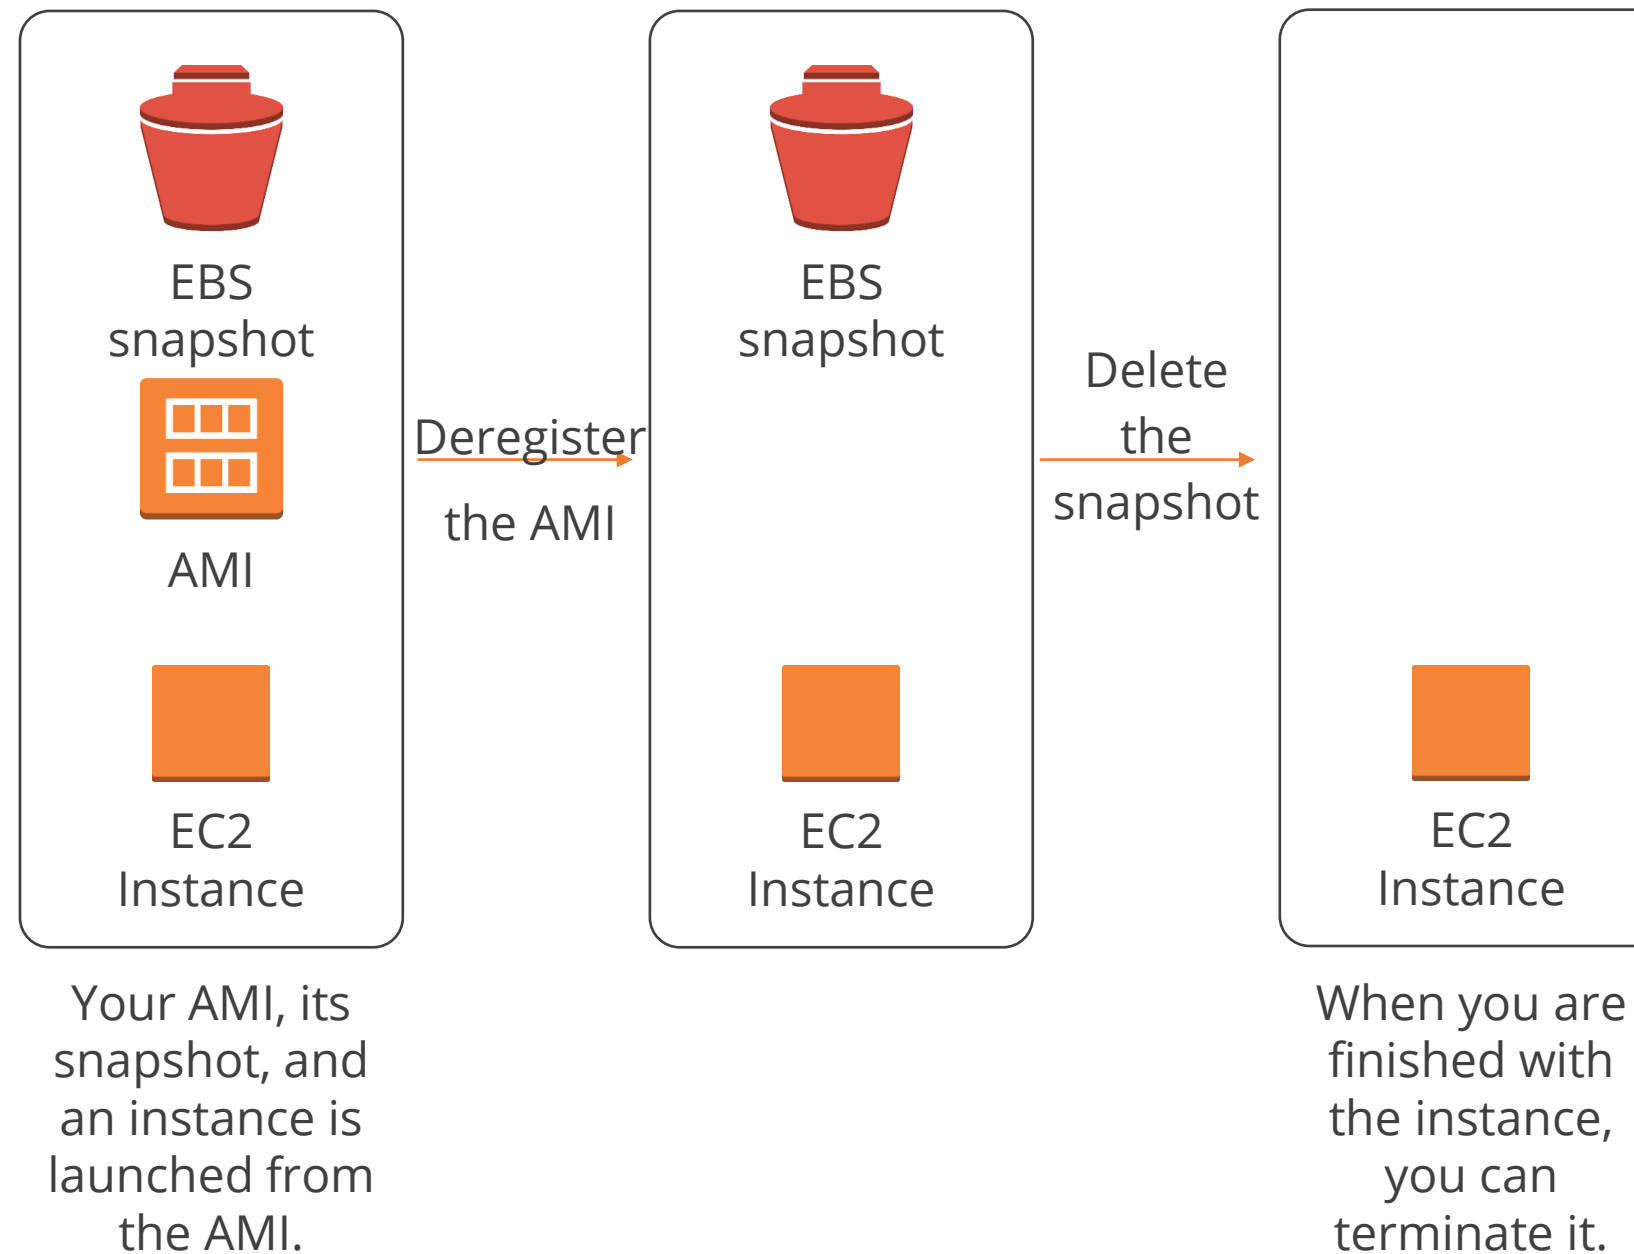 EBS
snapshot
AMI
EC2
Instance
Your AMI, its
snapshot, and
an instance is
launched from
the AMI.
Deregister
the AMI
EBS
snapshot
EC2
Instance
Delete
the
snapshot
EC2
Instance
When you are
finished with
the instance,
you can
terminate it.